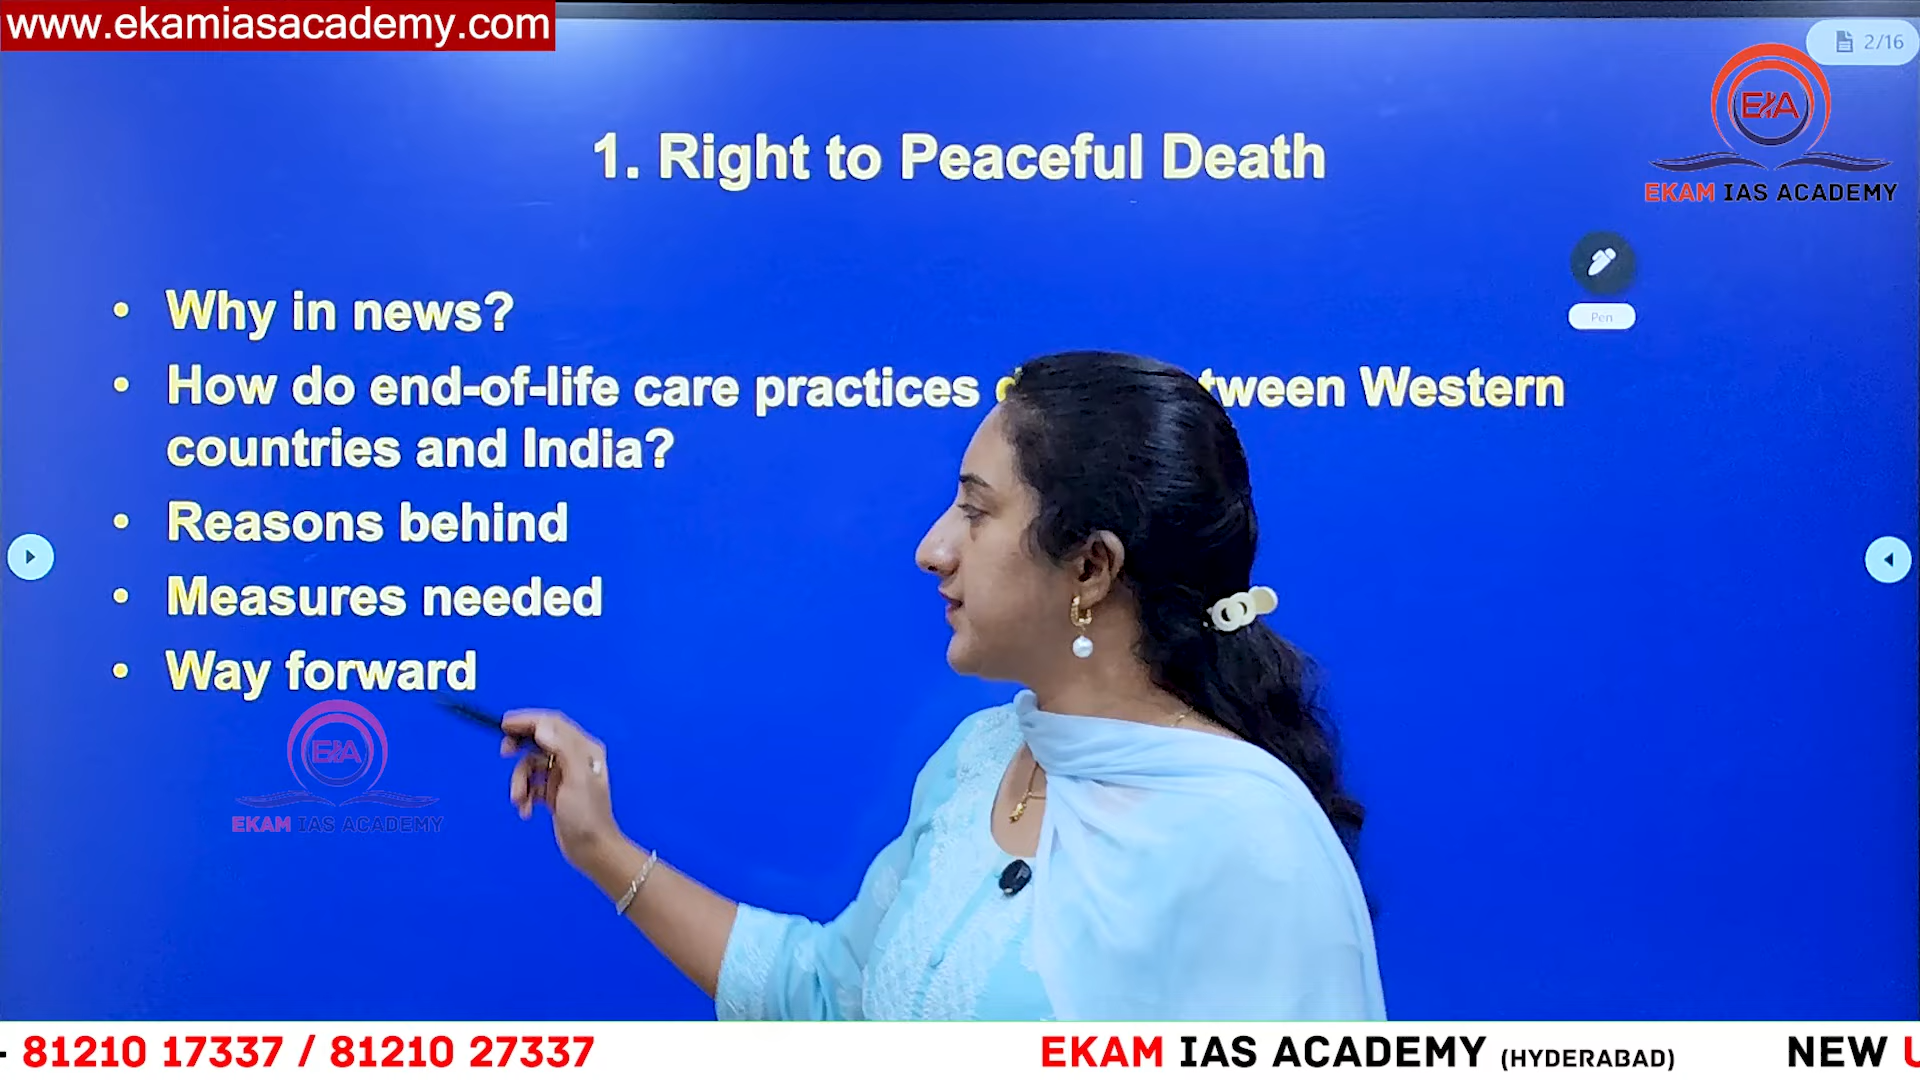 www.ekamiasacademy.com
2/16
EIA
EKAM IAS ACADEMY
1. Right to Peaceful Death
Pen
• Why in news?
• How do end-of-life care practices tween Western
countries and India?
• Reasons behind
• Measures needed
• Way forward
EIA
EKAM IAS ACADEMY
- 81210 17337 / 81210 27337
EKAM IAS ACADEMY (HYDERABAD)
NEW U